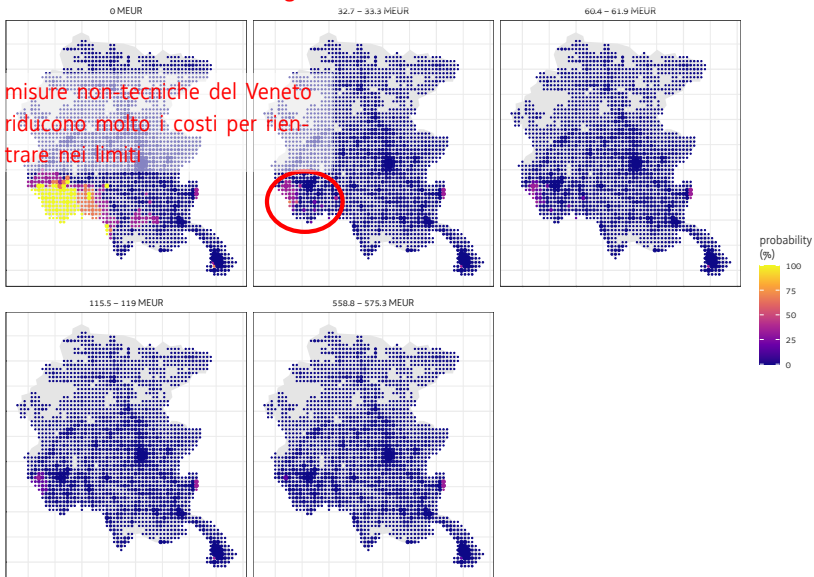 0 MEUR
32.7 – 33.3 MEUR
60.4 – 61.9 MEUR
misure non-tecniche del Veneto
riducono molto i costi per rien-
trare nei limiti
probability
(%)
100
75
50
25
0
115.5 – 119 MEUR
558.8 – 575.3 MEUR